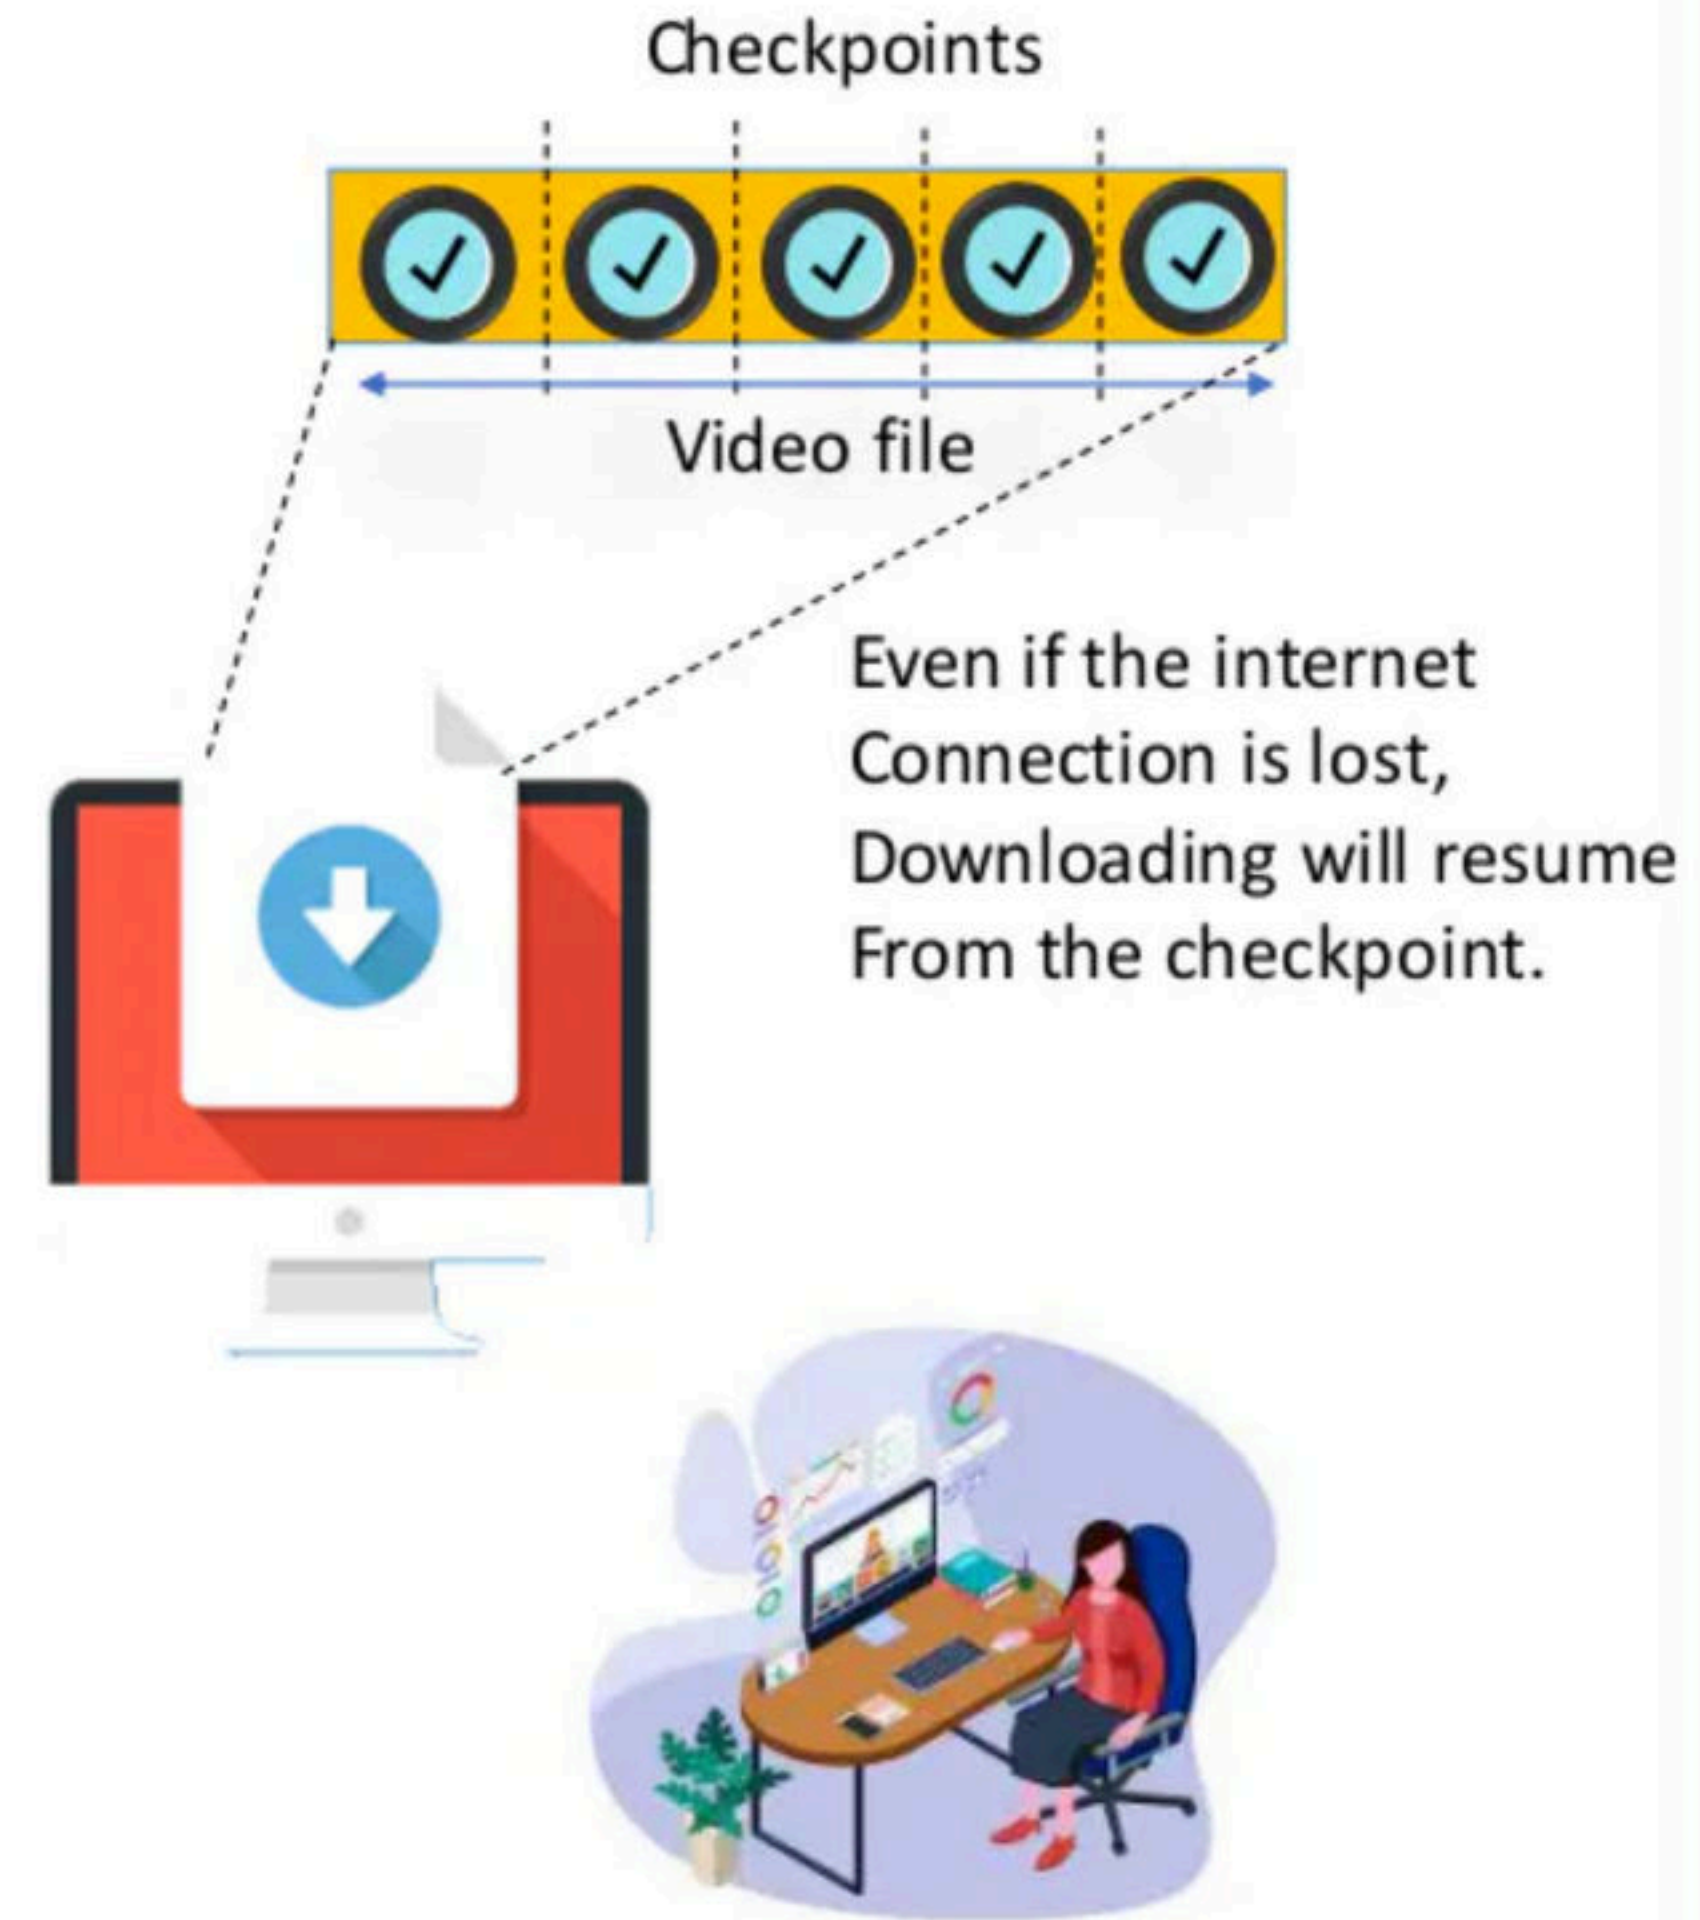 Checkpoints
Video file
Even if the internet
Connection is lost,
Downloading will resume
From the checkpoint.